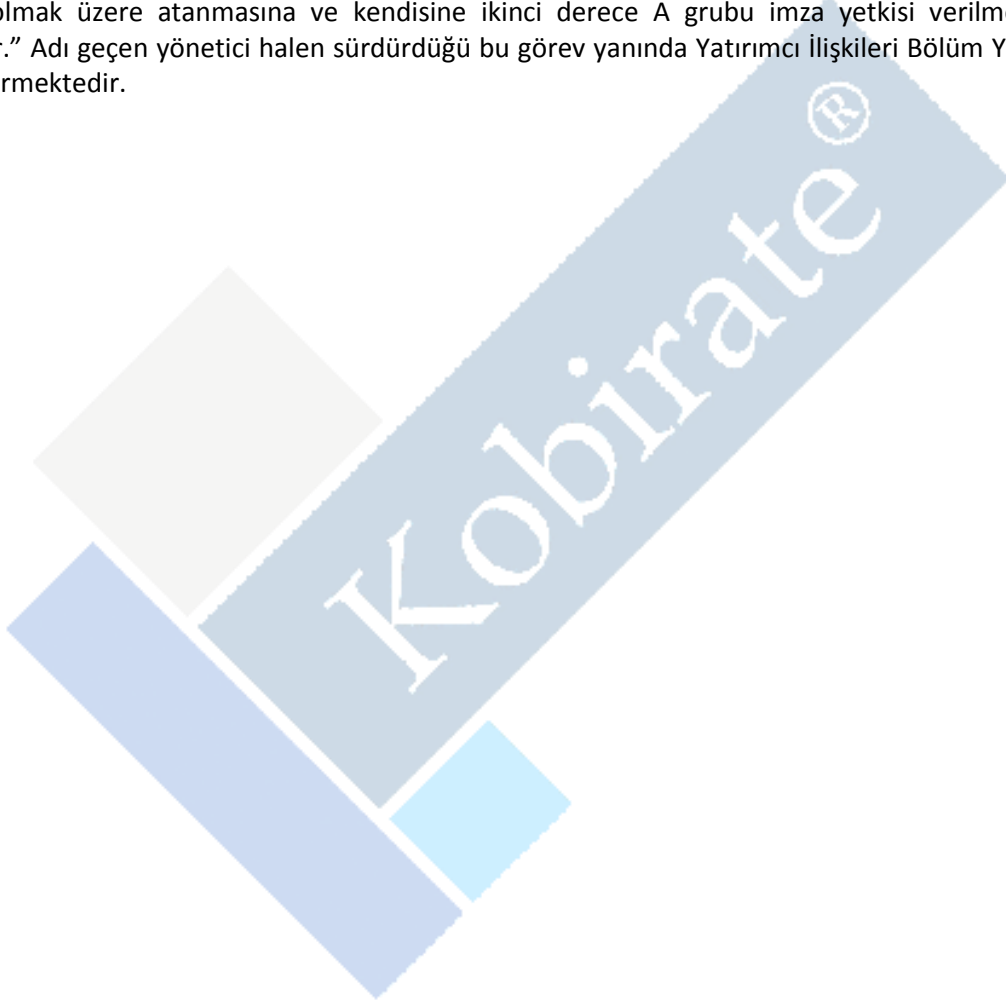 olmak üzere atanmasına ve kendisine ikinci derece A grubu imza yetkisi verilme
r.” Adı geçen yönetici halen sürdürdüğü bu görev yanında Yatırımcı İlişkileri Bölüm Y
rmektedir.
Kobirate ®